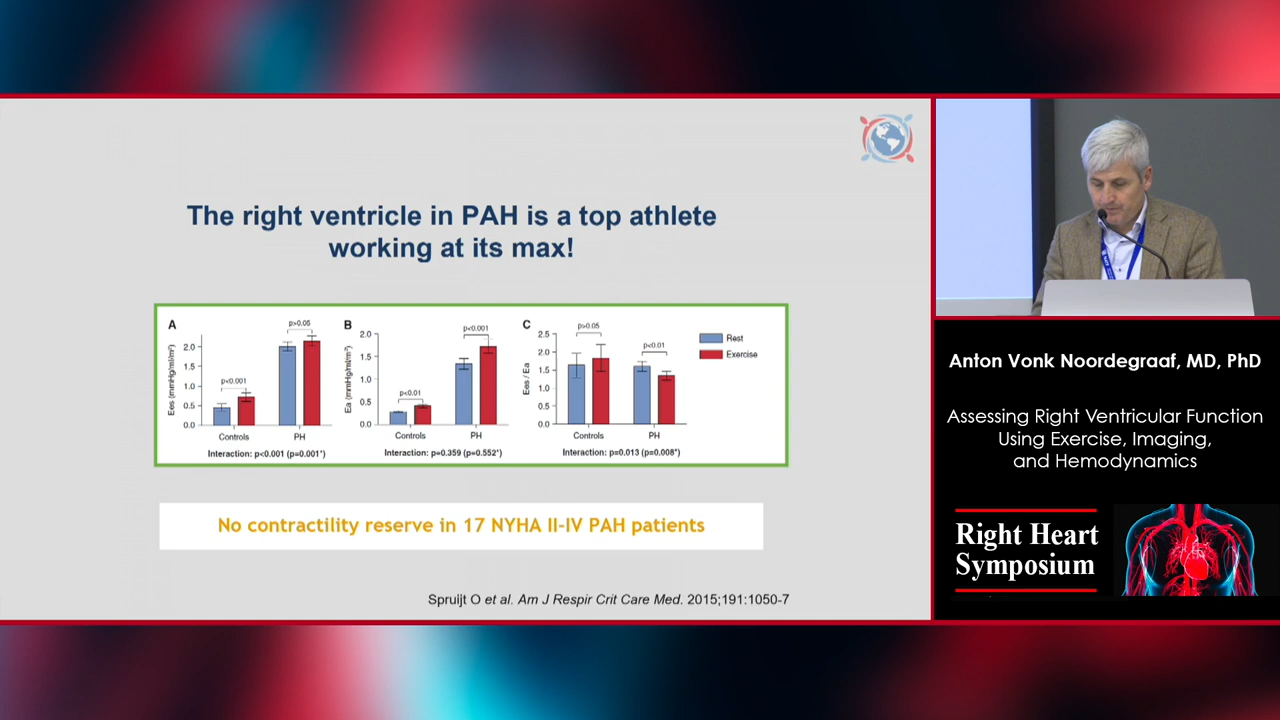 The right ventricle in PAH is a top athlete
working at its max!
A
Ees (mmHg/ml/m²)
2.0
1.5
1.0
0.5
0.0
p<0.001
p>0.05
Controls
PH
Interaction: p<0.001 (p=0.001*)
B
Ea (mmHg/ml/m²)
2.0
1.5
1.0
0.5
0.0
p<0.01
p<0.001
Controls
PH
Interaction: p=0.359 (p=0.552*)
C
Ees / Ea
2.5
2.0
1.5
1.0
0.5
0.0
p>0.05
p<0.01
Controls
PH
Interaction: p=0.013 (p=0.008*)
Rest
Exercise
No contractility reserve in 17 NYHA II-IV PAH patients
Spruijt O et al. Am J Respir Crit Care Med. 2015;191:1050-7
Anton Vonk Noordegraaf, MD, PhD
Assessing Right Ventricular Function
Using Exercise, Imaging,
and Hemodynamics
Right Heart
Symposium